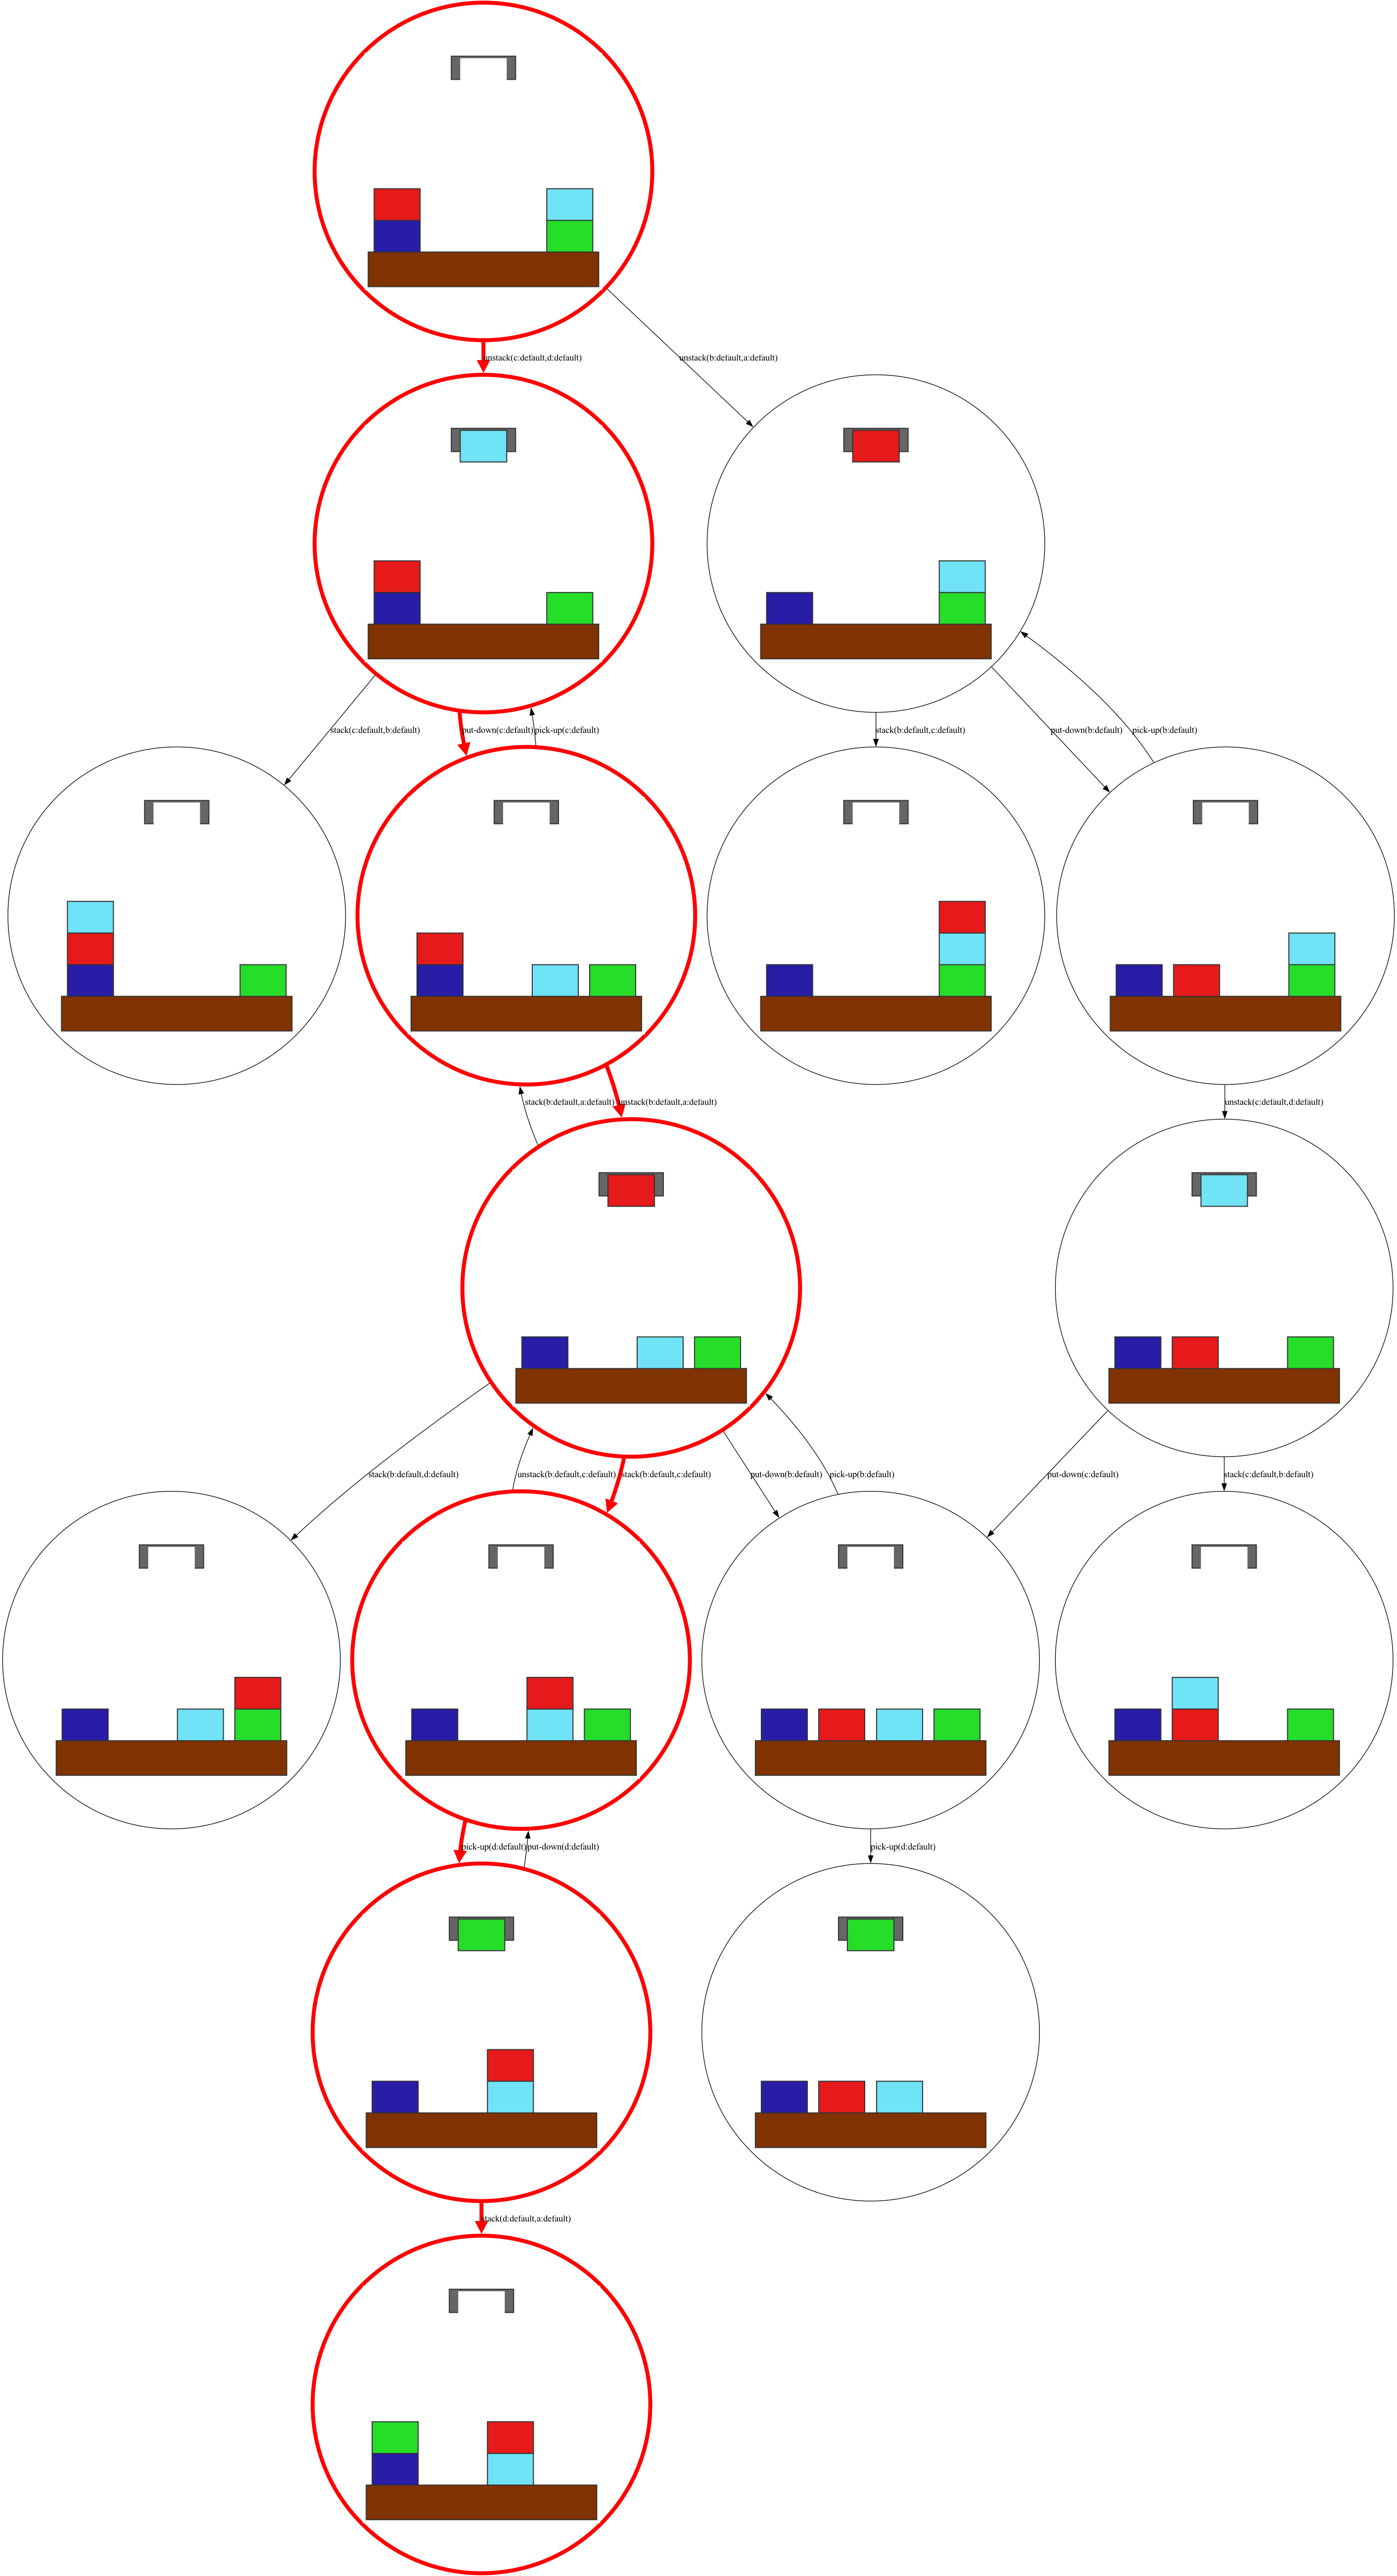 unstack(c:default,d:default)
unstack(b:default,a:default)
stack(c:default,b:default)
put-down(c:default)
pick-up(c:default)
stack(b:default,c:default)
put-down(b:default)
pick-up(b:default)
stack(b:default,a:default)
unstack(b:default,a:default)
unstack(c:default,d:default)
stack(b:default,d:default)
unstack(b:default,c:default)
stack(b:default,c:default)
put-down(b:default)
pick-up(b:default)
put-down(c:default)
stack(c:default,b:default)
pick-up(d:default)
put-down(d:default)
pick-up(d:default)
stack(d:default,a:default)